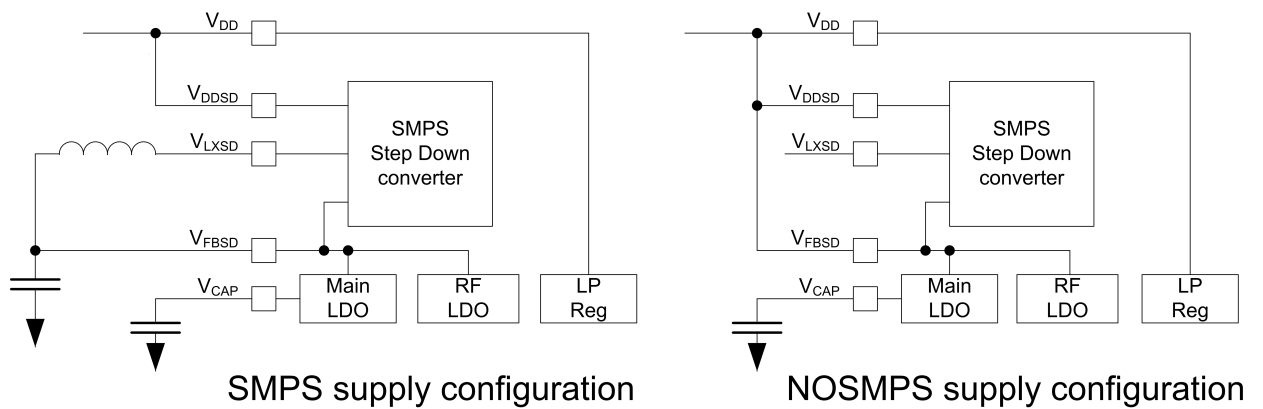 VDD
VDDSD
SMPS
Step Down
converter
VLXSD
VFBSD
VCAP
Main
LDO
RF
LDO
LP
Reg
SMPS supply configuration
VDD
VDDSD
SMPS
Step Down
converter
VLXSD
VFBSD
VCAP
Main
LDO
RF
LDO
LP
Reg
NOSMPS supply configuration